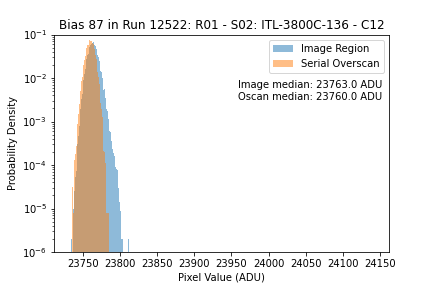 Bias 87 in Run 12522: R01 - S02: ITL-3800C-136 - C12
Image Region
Serial Overscan
Image median: 23763.0 ADU
Oscan median: 23760.0 ADU
Probability Density
10⁻¹
10⁻²
10⁻³
10⁻⁴
10⁻⁵
10⁻⁶
23750 23800 23850 23900 23950 24000 24050 24100 24150
Pixel Value (ADU)